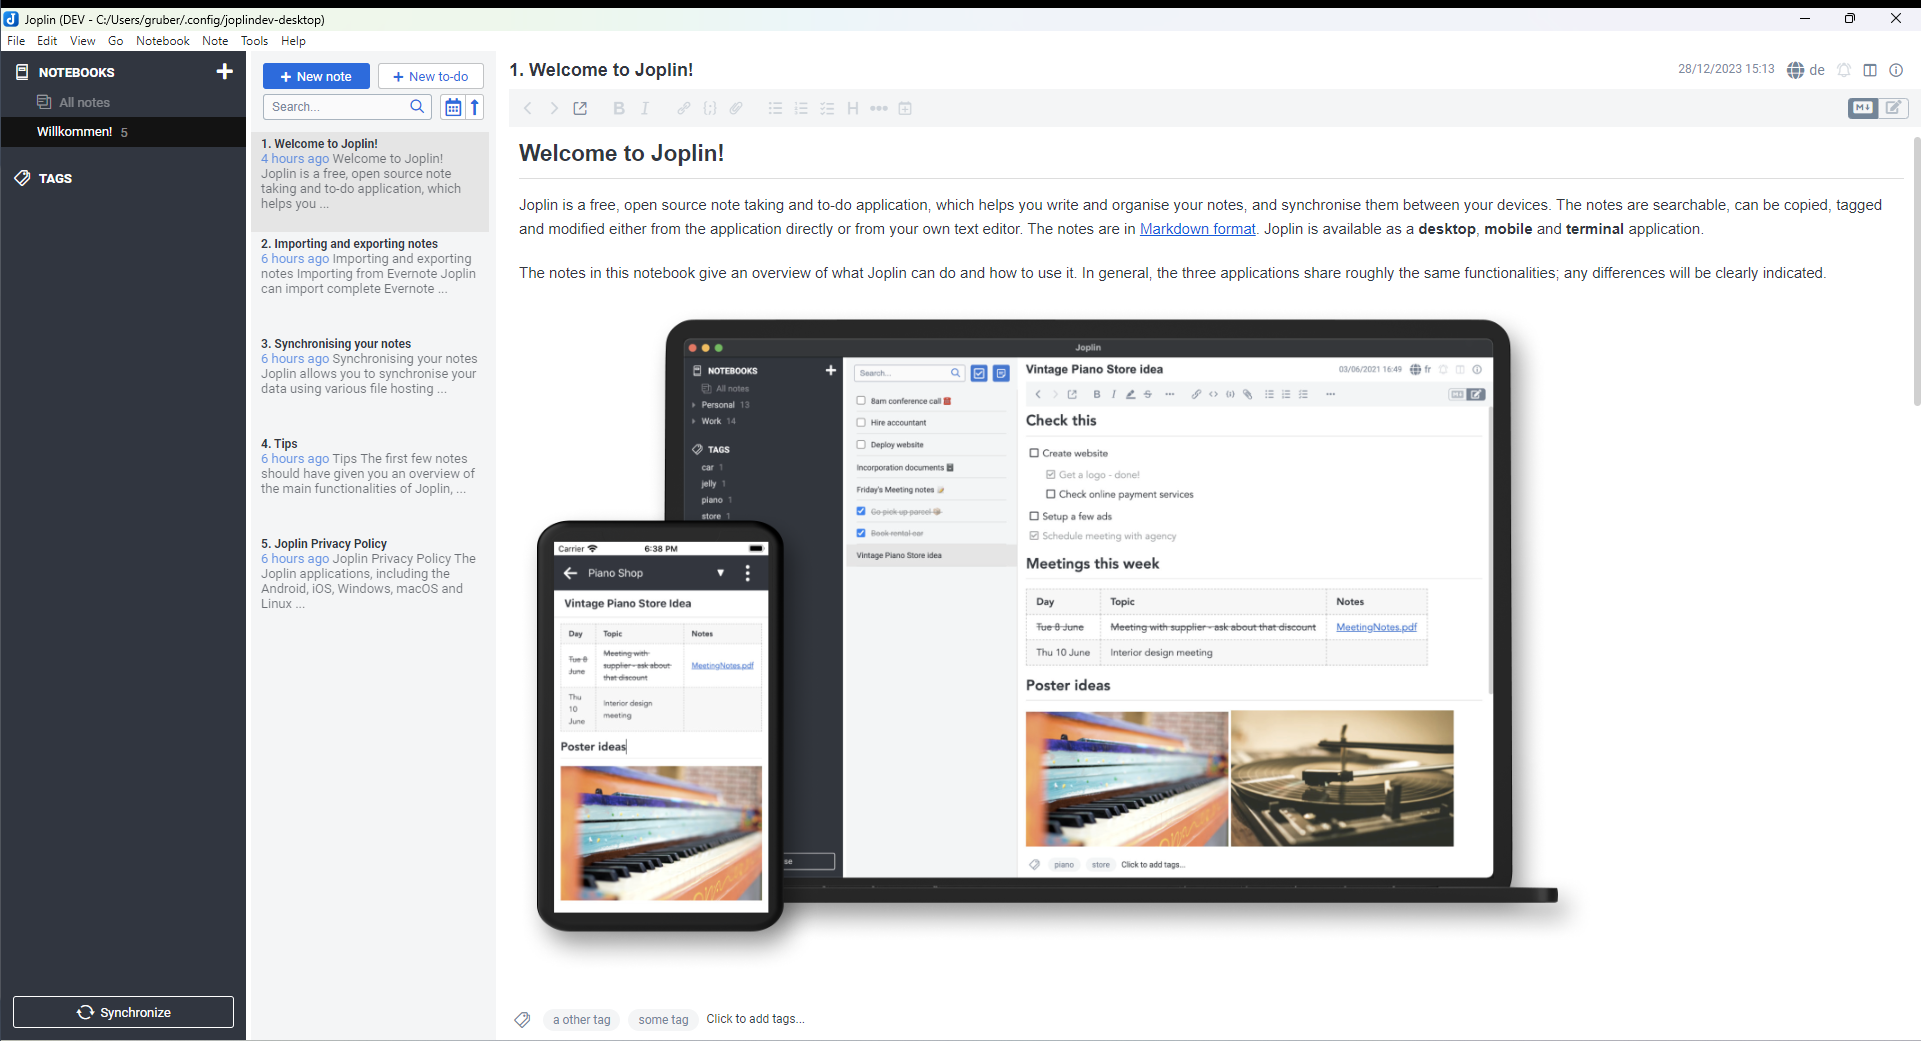 Joplin (DEV - C:/Users/gruber/.config/joplindev-desktop)
File Edit View Go Notebook Note Tools Help
NOTEBOOKS
All notes
Willkommen! 5
TAGS
Synchronize
New note
New to-do
Search...
1. Welcome to Joplin!
4 hours ago Welcome to Joplin!
Joplin is a free, open source note
taking and to-do application, which
helps you ...
2. Importing and exporting notes
6 hours ago Importing and exporting
notes Importing from Evernote Joplin
can import complete Evernote ...
3. Synchronising your notes
6 hours ago Synchronising your notes
Joplin allows you to synchronise your
data using various file hosting ...
4. Tips
6 hours ago Tips The first few notes
should have given you an overview of
the main functionalities of Joplin, ...
5. Joplin Privacy Policy
6 hours ago Joplin Privacy Policy The
Joplin applications, including the
Android, iOS, Windows, macOS and
Linux ...
1. Welcome to Joplin!
28/12/2023 15:13 de
Welcome to Joplin!
Joplin is a free, open source note taking and to-do application, which helps you write and organise your notes, and synchronise them between your devices. The notes are searchable, can be copied, tagged
and modified either from the application directly or from your own text editor. The notes are in Markdown format. Joplin is available as a desktop, mobile and terminal application.
The notes in this notebook give an overview of what Joplin can do and how to use it. In general, the three applications share roughly the same functionalities; any differences will be clearly indicated.
Joplin
NOTEBOOKS
All notes
Personal 13
Work 14
TAGS
car 1
jelly 1
piano 1
store 1
se
Search...
8am conference call
Hire accountant
Deploy website
Incorporation documents
Friday's Meeting notes
Go pick up parcel
Book rental car
Vintage Piano Store idea
Vintage Piano Store idea
03/06/2021 16:49 fr
Check this
Create website
Get a logo - done!
Check online payment services
Setup a few ads
Schedule meeting with agency
Meetings this week
Day Topic Notes
Tue 8 June Meeting with supplier - ask about that discount MeetingNotes.pdf
Thu 10 June Interior design meeting
Poster ideas
piano store Click to add tags...
Carrier 6:38 PM
Piano Shop
Vintage Piano Store Idea
Day Topic Notes
Tue 8
June
Meeting with
supplier - ask about
that discount
MeetingNotes.pdf
Thu
10
June
Interior design
meeting
Poster ideas
a other tag some tag Click to add tags...